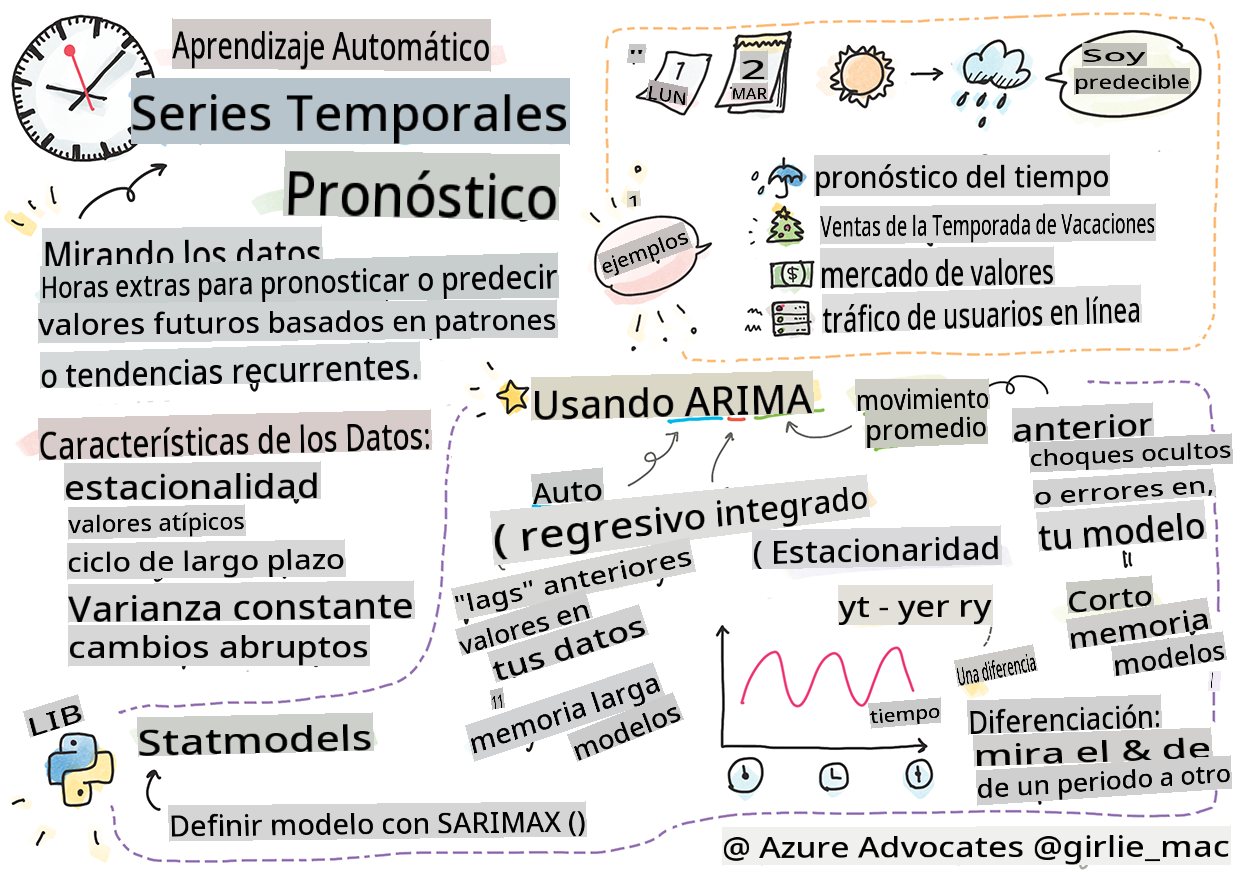 Aprendizaje Automático
Series Temporales
Pronóstico
Mirando los datos
Horas extras para pronosticar o predecir
valores futuros basados en patrones
o tendencias recurrentes.
Características de los Datos:
estacionalidad
valores atípicos
ciclo de largo plazo
Varianza constante
cambios abruptos
"
1
LUN
2
MAR
Soy
predecible
1
ejemplos
pronóstico del tiempo
Ventas de la Temporada de Vacaciones
mercado de valores
tráfico de usuarios en línea
Usando ARIMA
movimiento
promedio
anterior
choques ocultos
o errores en,
tu modelo
11
Corto
memoria
modelos
Auto
( regresivo integrado
( Estacionaridad
"lags" anteriores
valores en
tus datos
11
memoria larga
modelos
yt - yer ry
Una diferencia
tiempo
Diferenciación:
mira el & de
de un periodo a otro
LIB
Statmodels
Definir modelo con SARIMAX ()
@ Azure Advocates @girlie_mac